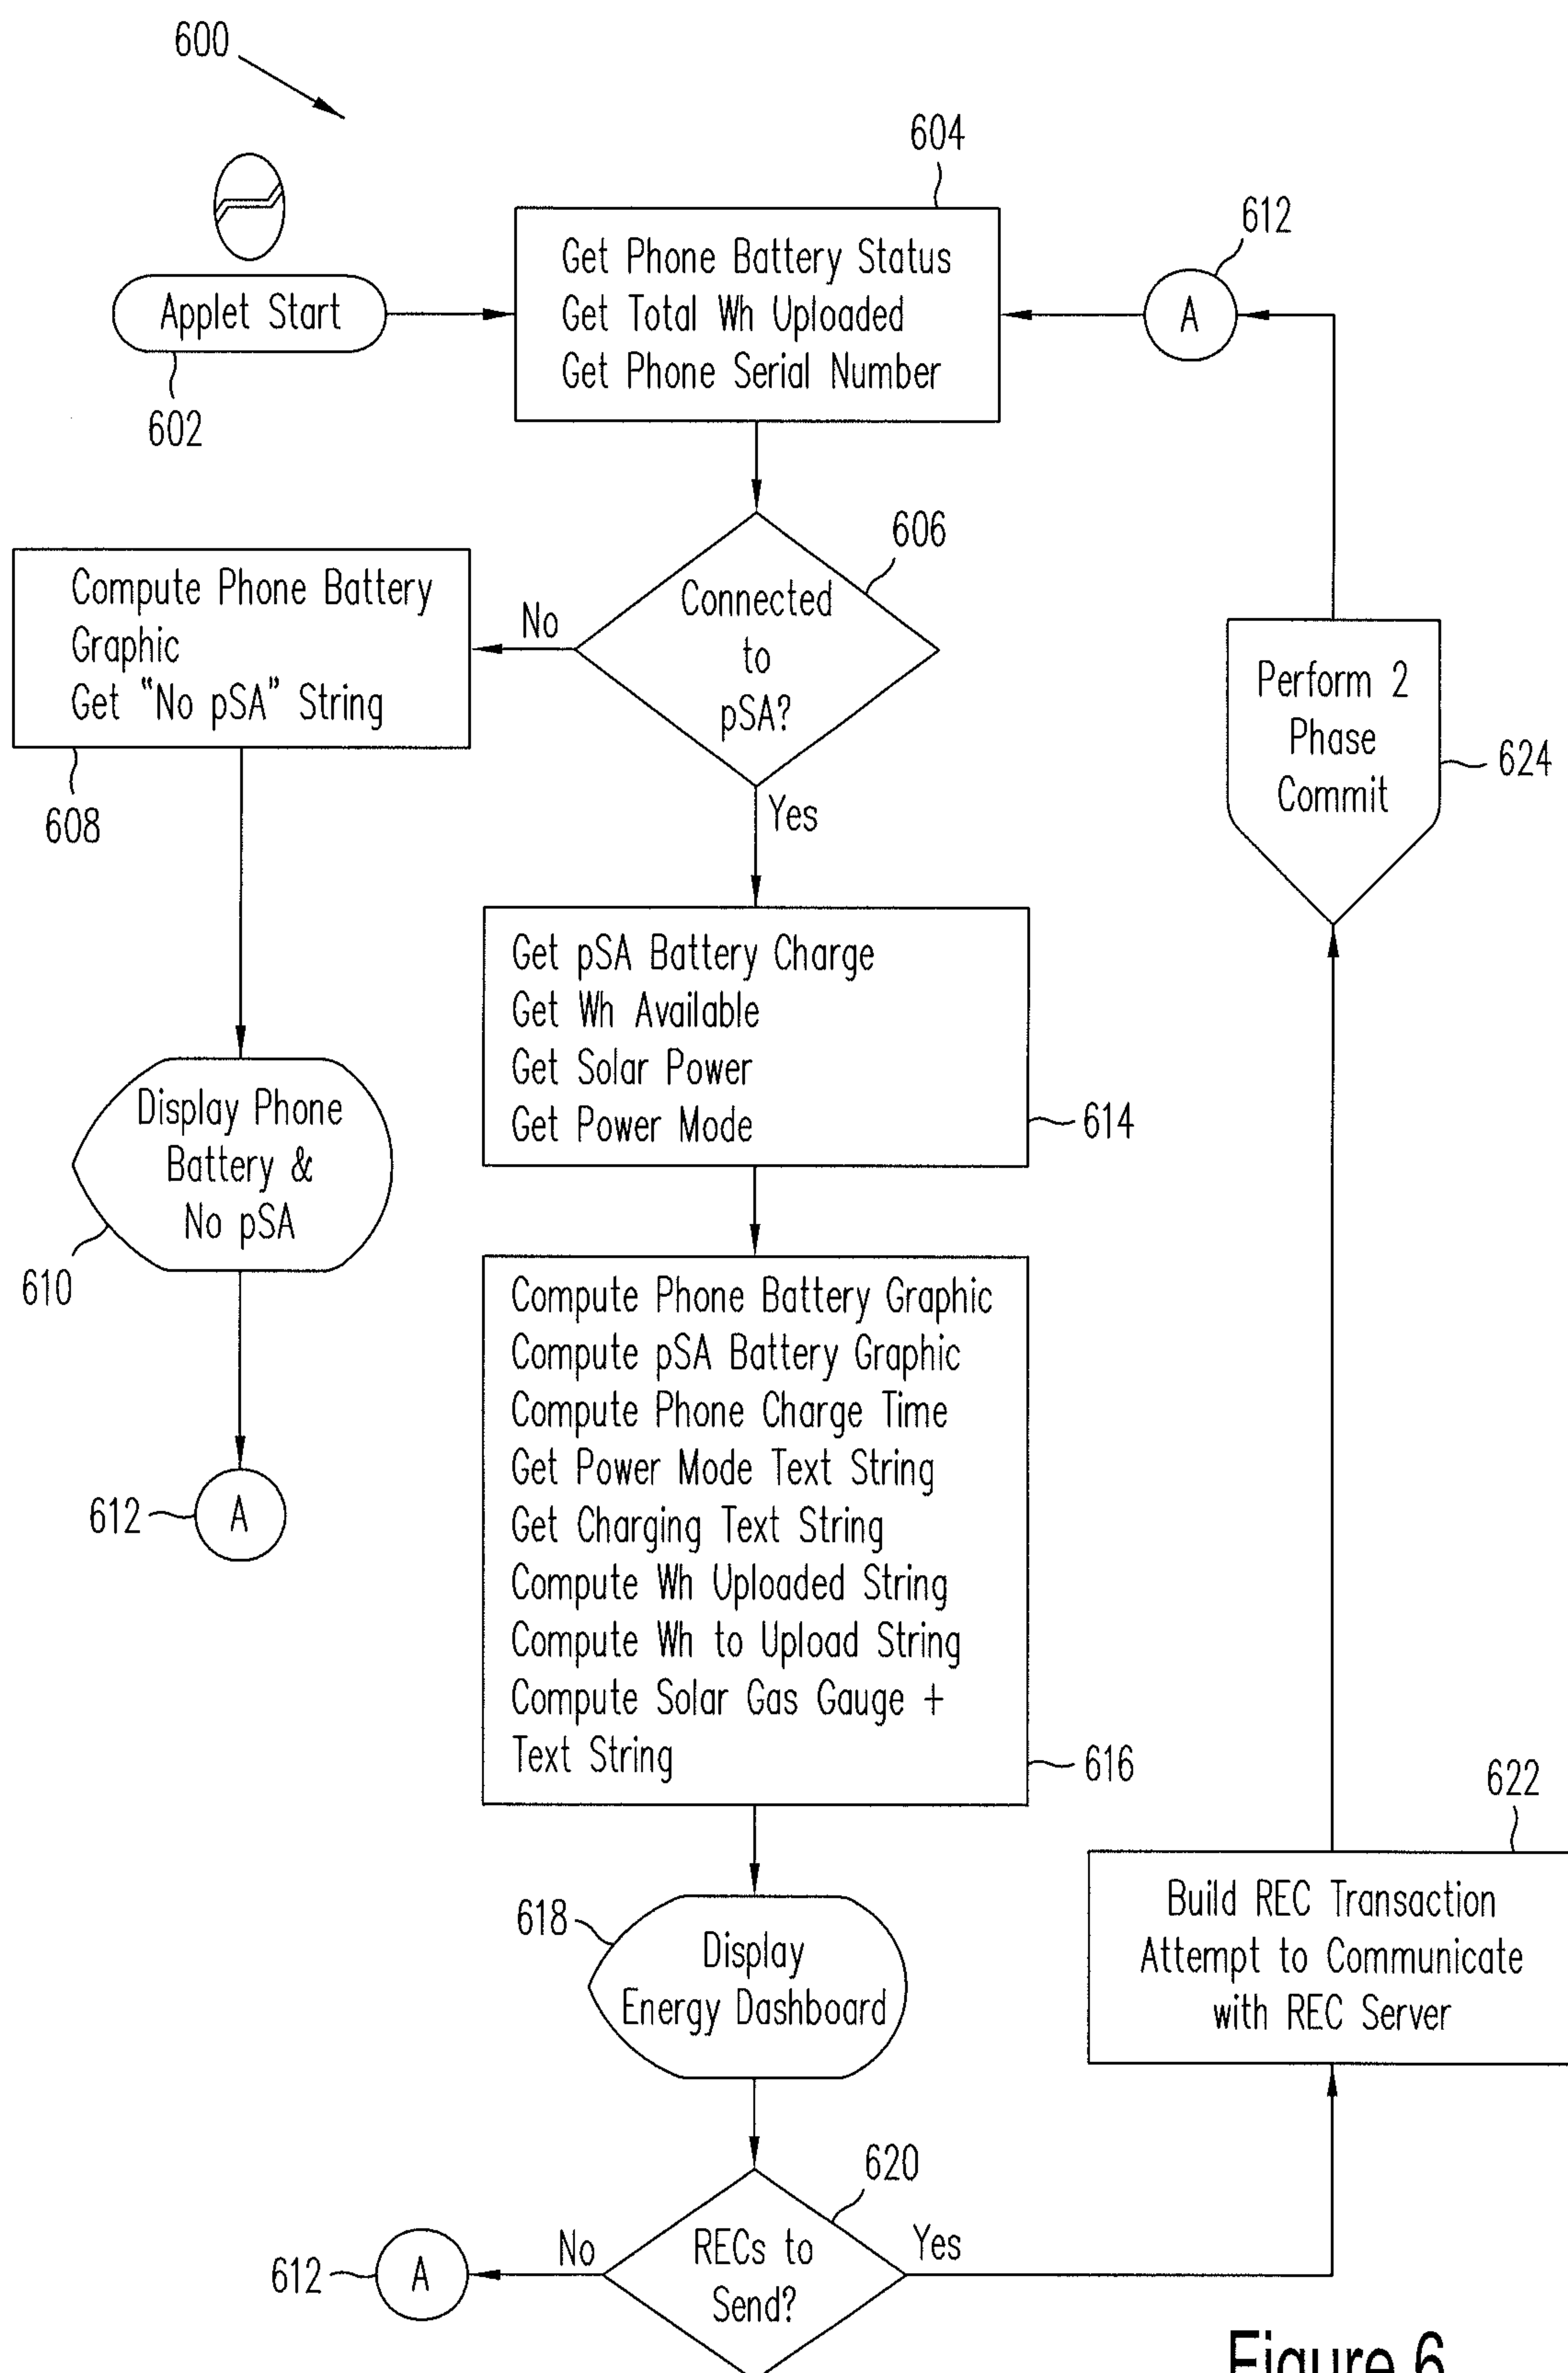 600
604
612
Get Phone Battery Status
Get Total Wh Uploaded
Get Phone Serial Number
Applet Start
A
602
606
Connected
to
pSA?
No
Yes
Compute Phone Battery
Graphic
Get "No pSA" String
608
Perform 2
Phase
Commit
624
Get pSA Battery Charge
Get Wh Available
Get Solar Power
Get Power Mode
614
Display Phone
Battery &
No pSA
610
612
A
Compute Phone Battery Graphic
Compute pSA Battery Graphic
Compute Phone Charge Time
Get Power Mode Text String
Get Charging Text String
Compute Wh Uploaded String
Compute Wh to Upload String
Compute Solar Gas Gauge +
Text String
616
622
Build REC Transaction
Attempt to Communicate
with REC Server
618
Display
Energy Dashboard
620
RECs to
Send?
No
Yes
612
A
Figure 6